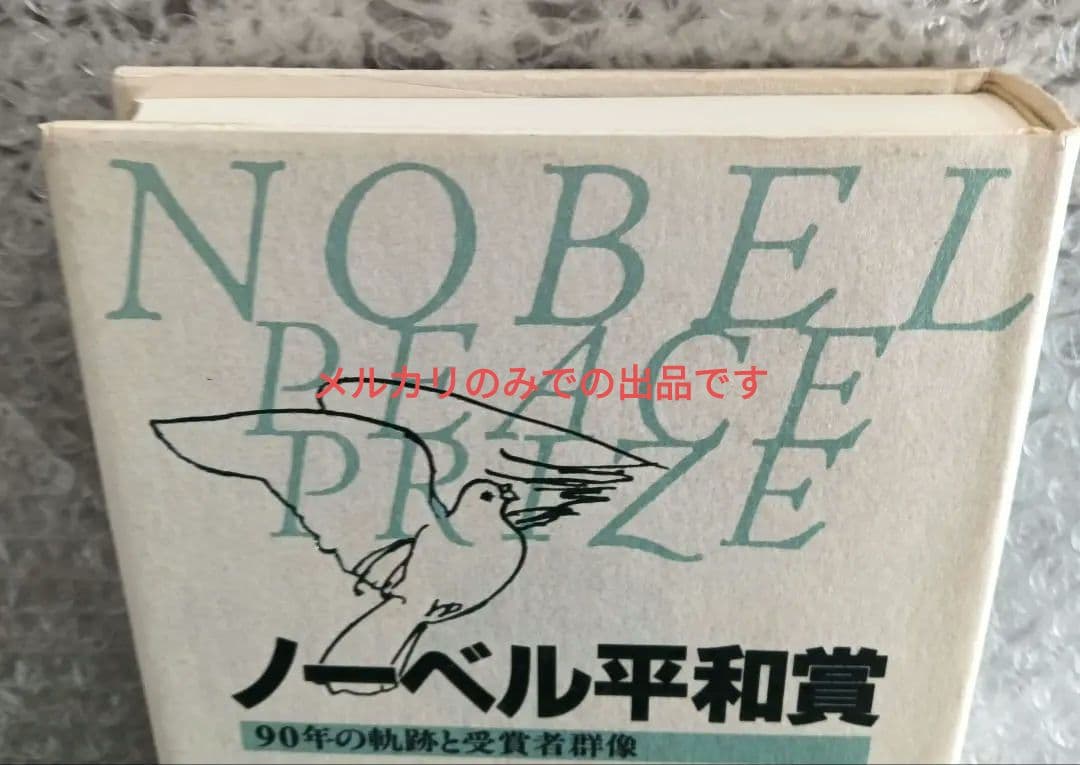 NOBEL
PEACE
メルカリのみでの出品です
PRIZE
ノーベル平和賞
90年の軌跡と受賞者群像